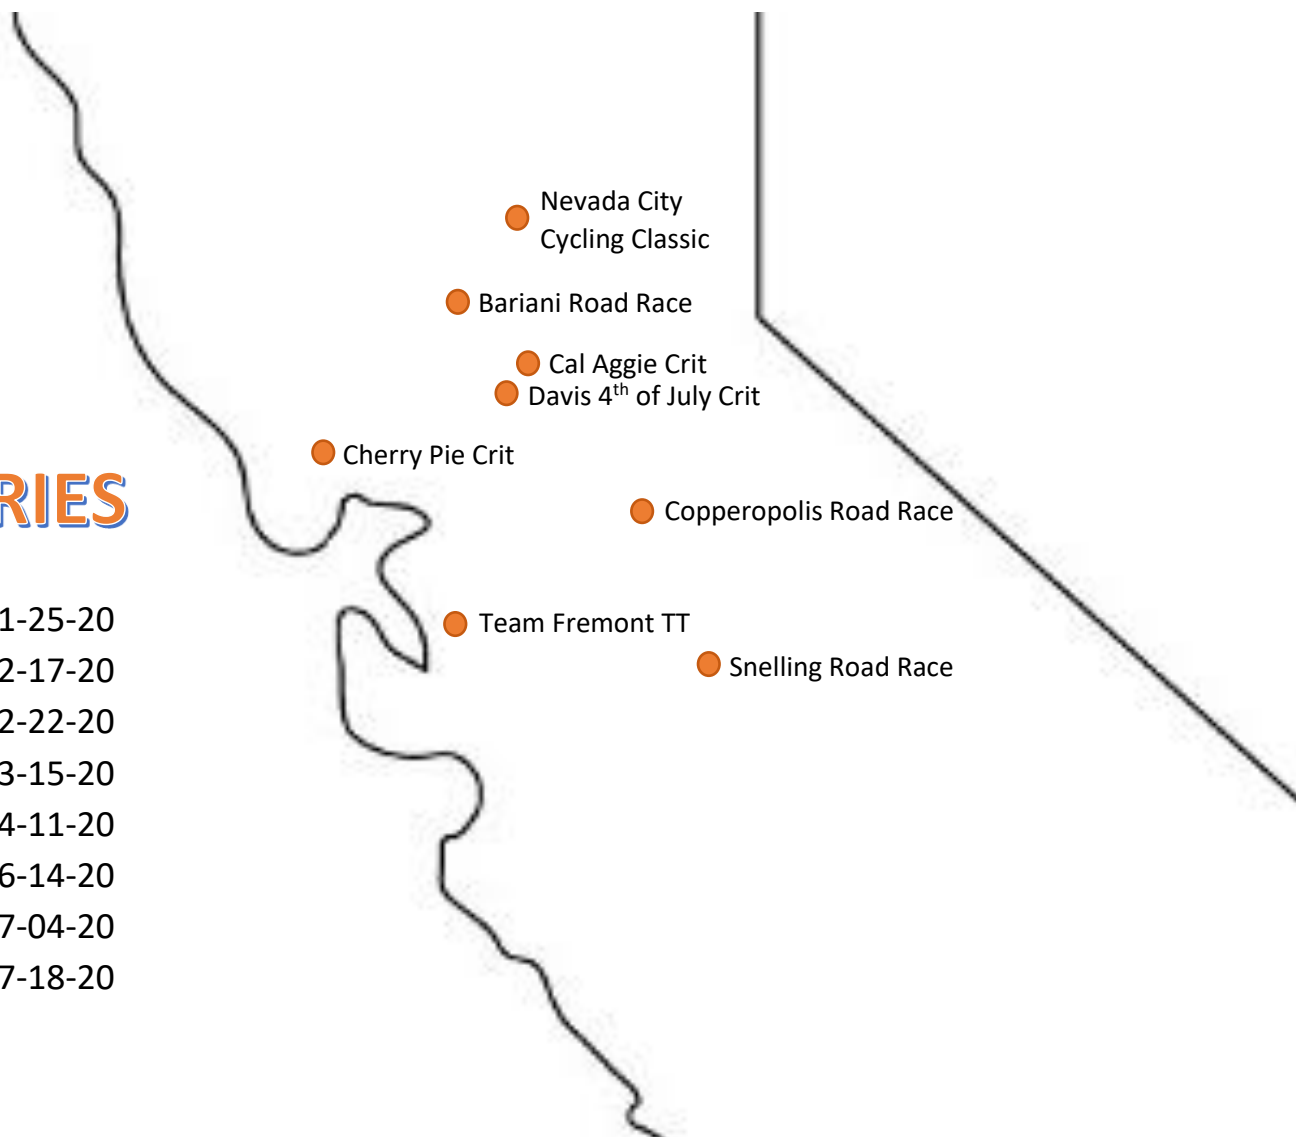 Nevada City
Cycling Classic
Bariani Road Race
Cal Aggie Crit
Davis 4th of July Crit
Cherry Pie Crit
RIES
Copperopolis Road Race
1-25-20
Team Fremont TT
2-17-20
Snelling Road Race
2-22-20
3-15-20
4-11-20
6-14-20
7-04-20
7-18-20